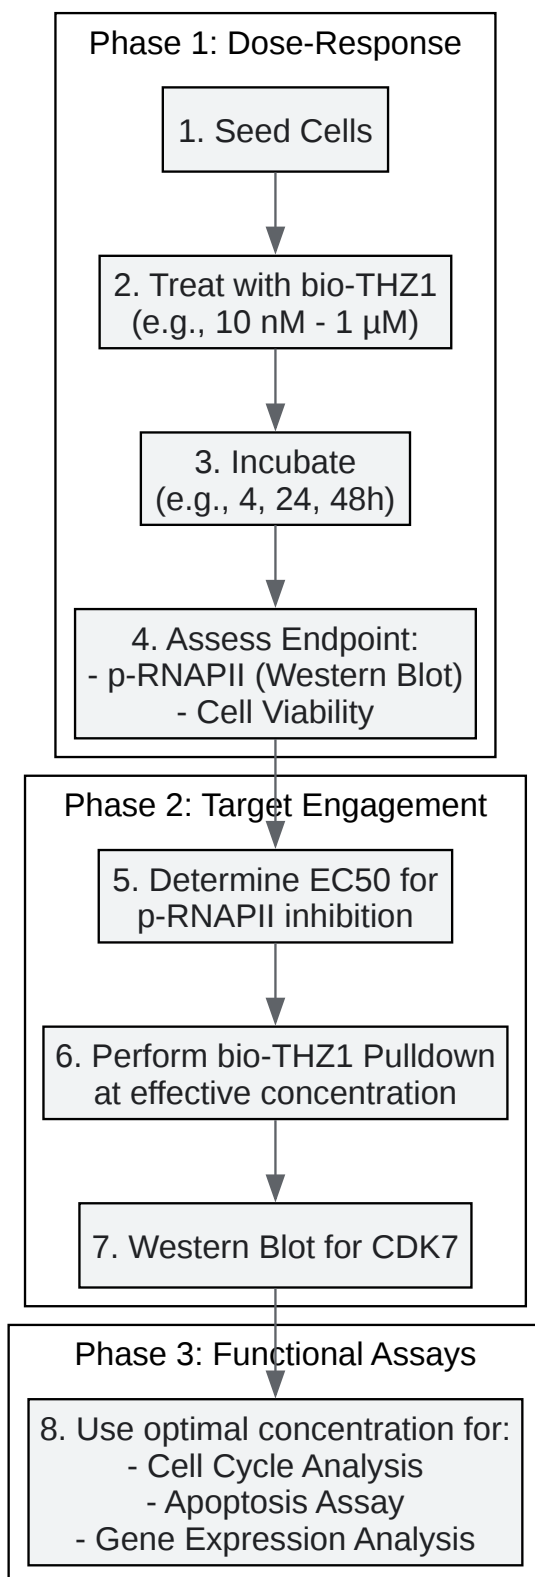 Phase 1: Dose-Response
1. Seed Cells
2. Treat with bio-THZ1
(e.g., 10 nM - 1 µM)
3. Incubate
(e.g., 4, 24, 48h)
4. Assess Endpoint:
- p-RNAPII (Western Blot)
- Cell Viability
Phase 2: Target Engagement
5. Determine EC50 for
p-RNAPII inhibition
6. Perform bio-THZ1 Pulldown
at effective concentration
7. Western Blot for CDK7
Phase 3: Functional Assays
8. Use optimal concentration for:
- Cell Cycle Analysis
- Apoptosis Assay
- Gene Expression Analysis